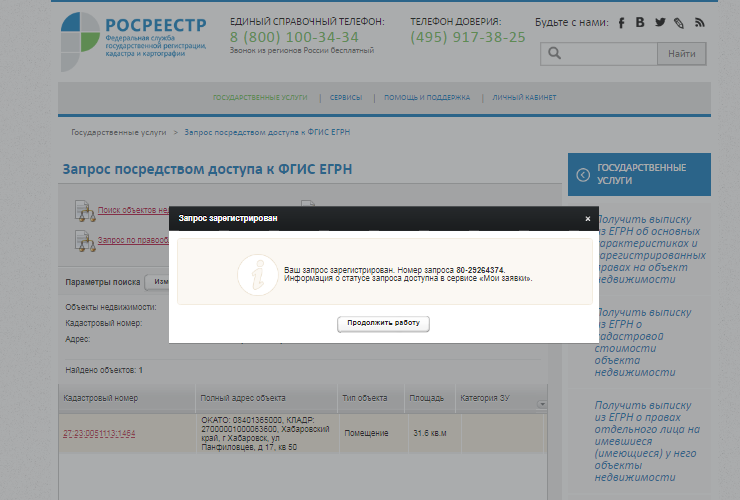 РОСРЕЕСТР
Федеральная служба
государственной регистрации,
кадастра и картографии
ЕДИНЫЙ СПРАВОЧНЫЙ ТЕЛЕФОН:
8 (800) 100-34-34
Звонок из регионов России бесплатный
ТЕЛЕФОН ДОВЕРИЯ:
(495) 917-38-25
Будьте с нами:
Найти
ГОСУДАРСТВЕННЫЕ УСЛУГИ | СЕРВИСЫ | ПОМОЩЬ И ПОДДЕРЖКА | ЛИЧНЫЙ КАБИНЕТ
Государственные услуги > Запрос посредством доступа к ФГИС ЕГРН
Запрос посредством доступа к ФГИС ЕГРН
Поиск объектов не
Запрос по правооб
Параметры поиска
Изм
Объекты недвижимости:
Кадастровый номер:
Адрес:
Запрос зарегистрирован
Ваш запрос зарегистрирован. Номер запроса 80-29264374.
Информация о статусе запроса доступна в сервисе «Мои заявки».
Продолжить работу
Найдено объектов: 1
Кадастровый номер Полный адрес объекта Тип объекта Площадь Категория ЗУ
27:23:0051113:1464
ОКАТО: 08401365000, КЛАДР:
27000001000063600, Хабаровский
край, г Хабаровск, ул
Панфиловцев, д 17, кв 50
Помещение
31.6 кв.м
ГОСУДАРСТВЕННЫЕ
УСЛУГИ
Получить выписку
из ЕГРН об основных
характеристиках и
зарегистрированных
правах на объект
недвижимости
Получить выписку
из ЕГРН о
кадастровой
стоимости
объекта
недвижимости
Получить выписку
из ЕГРН о правах
отдельного лица на
имевшиеся
(имеющиеся) у него
объекты
недвижимости